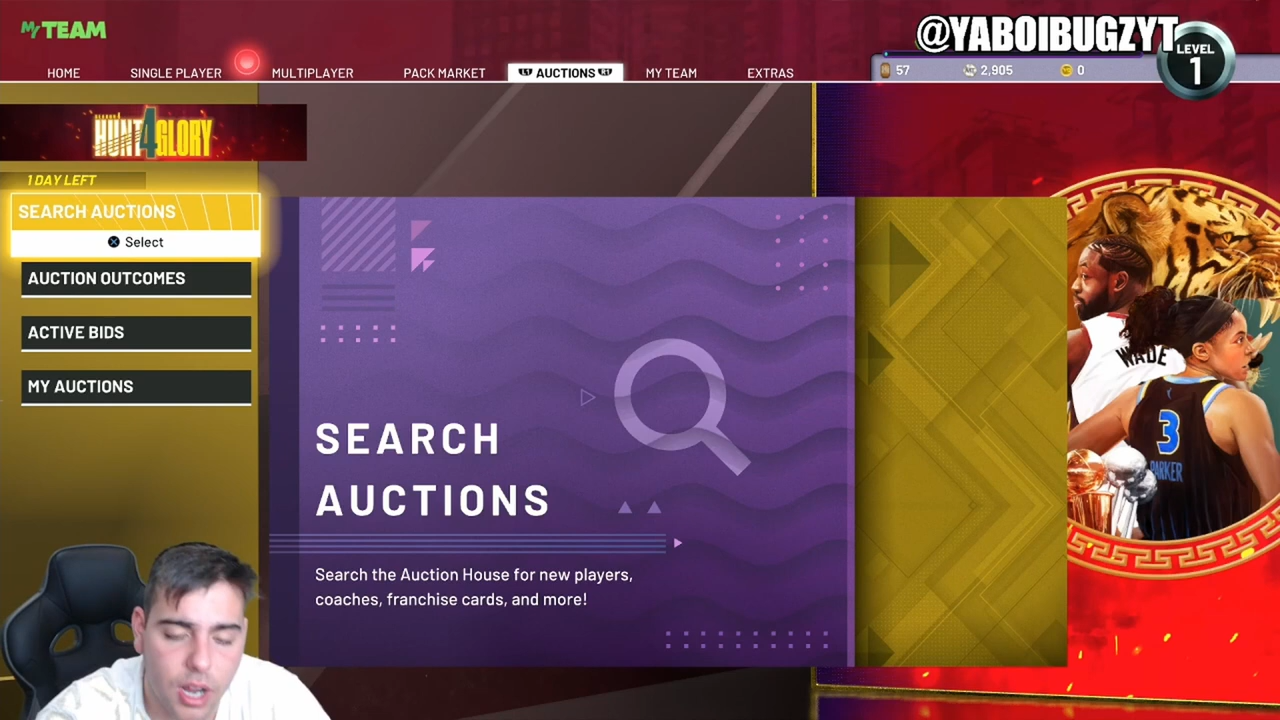 MyTEAM
@YABOIBUGZYT
LEVEL
1
HOME
SINGLE PLAYER
MULTIPLAYER
PACK MARKET
L1 AUCTIONS R1
MY TEAM
EXTRAS
57
2,905
0
HUNT4GLORY
1 DAY LEFT
SEARCH AUCTIONS
Select
AUCTION OUTCOMES
ACTIVE BIDS
MY AUCTIONS
SEARCH
AUCTIONS
Search the Auction House for new players,
coaches, franchise cards, and more!
WADE
3
PARKER